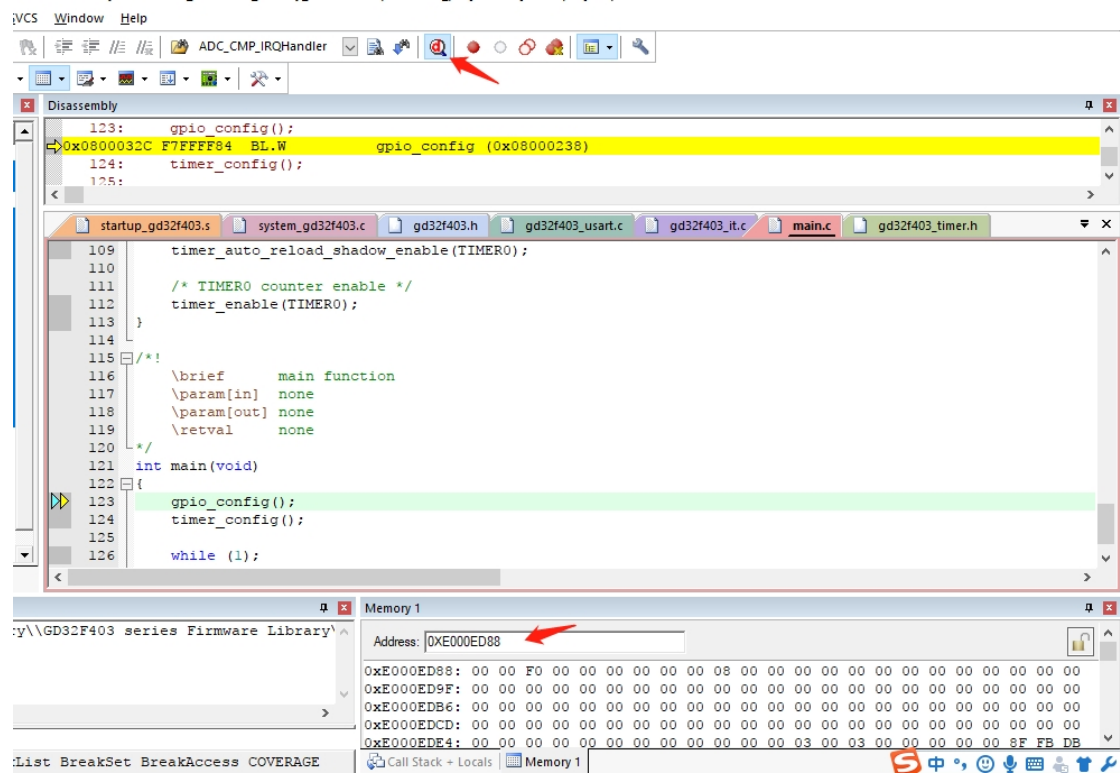 SVCS Window Help
ADC_CMP_IRQHandler
Disassembly
123: gpio_config();
0x0800032C F7FFFF84 BL.W gpio_config (0x08000238)
124: timer_config();
125:
startup_gd32f403.s system_gd32f403.c gd32f403.h gd32f403_usart.c gd32f403_it.c main.c gd32f403_timer.h
109 timer_auto_reload_shadow_enable(TIMER0);
110
111 /* TIMER0 counter enable */
112 timer_enable(TIMER0);
113 }
114
115 /*!
116 \brief main function
117 \param[in] none
118 \param[out] none
119 \retval none
120 */
121 int main(void)
122 {
123 gpio_config();
124 timer_config();
125
126 while (1);
Memory 1
y\\GD32F403 series Firmware Library\
Address: 0XE000ED88
0xE000ED88: 00 00 F0 00 00 00 00 00 00 08 00 00 00 00 00 00 00 00 00 00 00 00 00
0xE000ED9F: 00 00 00 00 00 00 00 00 00 00 00 00 00 00 00 00 00 00 00 00 00 00 00
0xE000EDB6: 00 00 00 00 00 00 00 00 00 00 00 00 00 00 00 00 00 00 00 00 00 00 00
0xE000EDCD: 00 00 00 00 00 00 00 00 00 00 00 00 00 00 00 00 00 00 00 00 00 00 00
0xE000EDE4: 00 00 00 00 00 00 00 00 00 00 00 00 03 00 03 00 00 00 00 00 8F FB DB
List BreakSet BreakAccess COVERAGE
Call Stack + Locals Memory 1
中